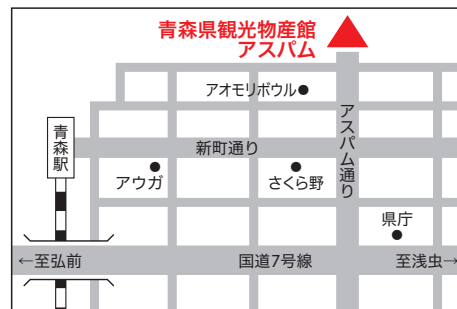 青森県観光物産館
アスパム
アオモリボウル
アスパム通り
青森駅
新町通り
アウガ
さくら野
県庁
←至弘前
国道7号線
至浅虫→